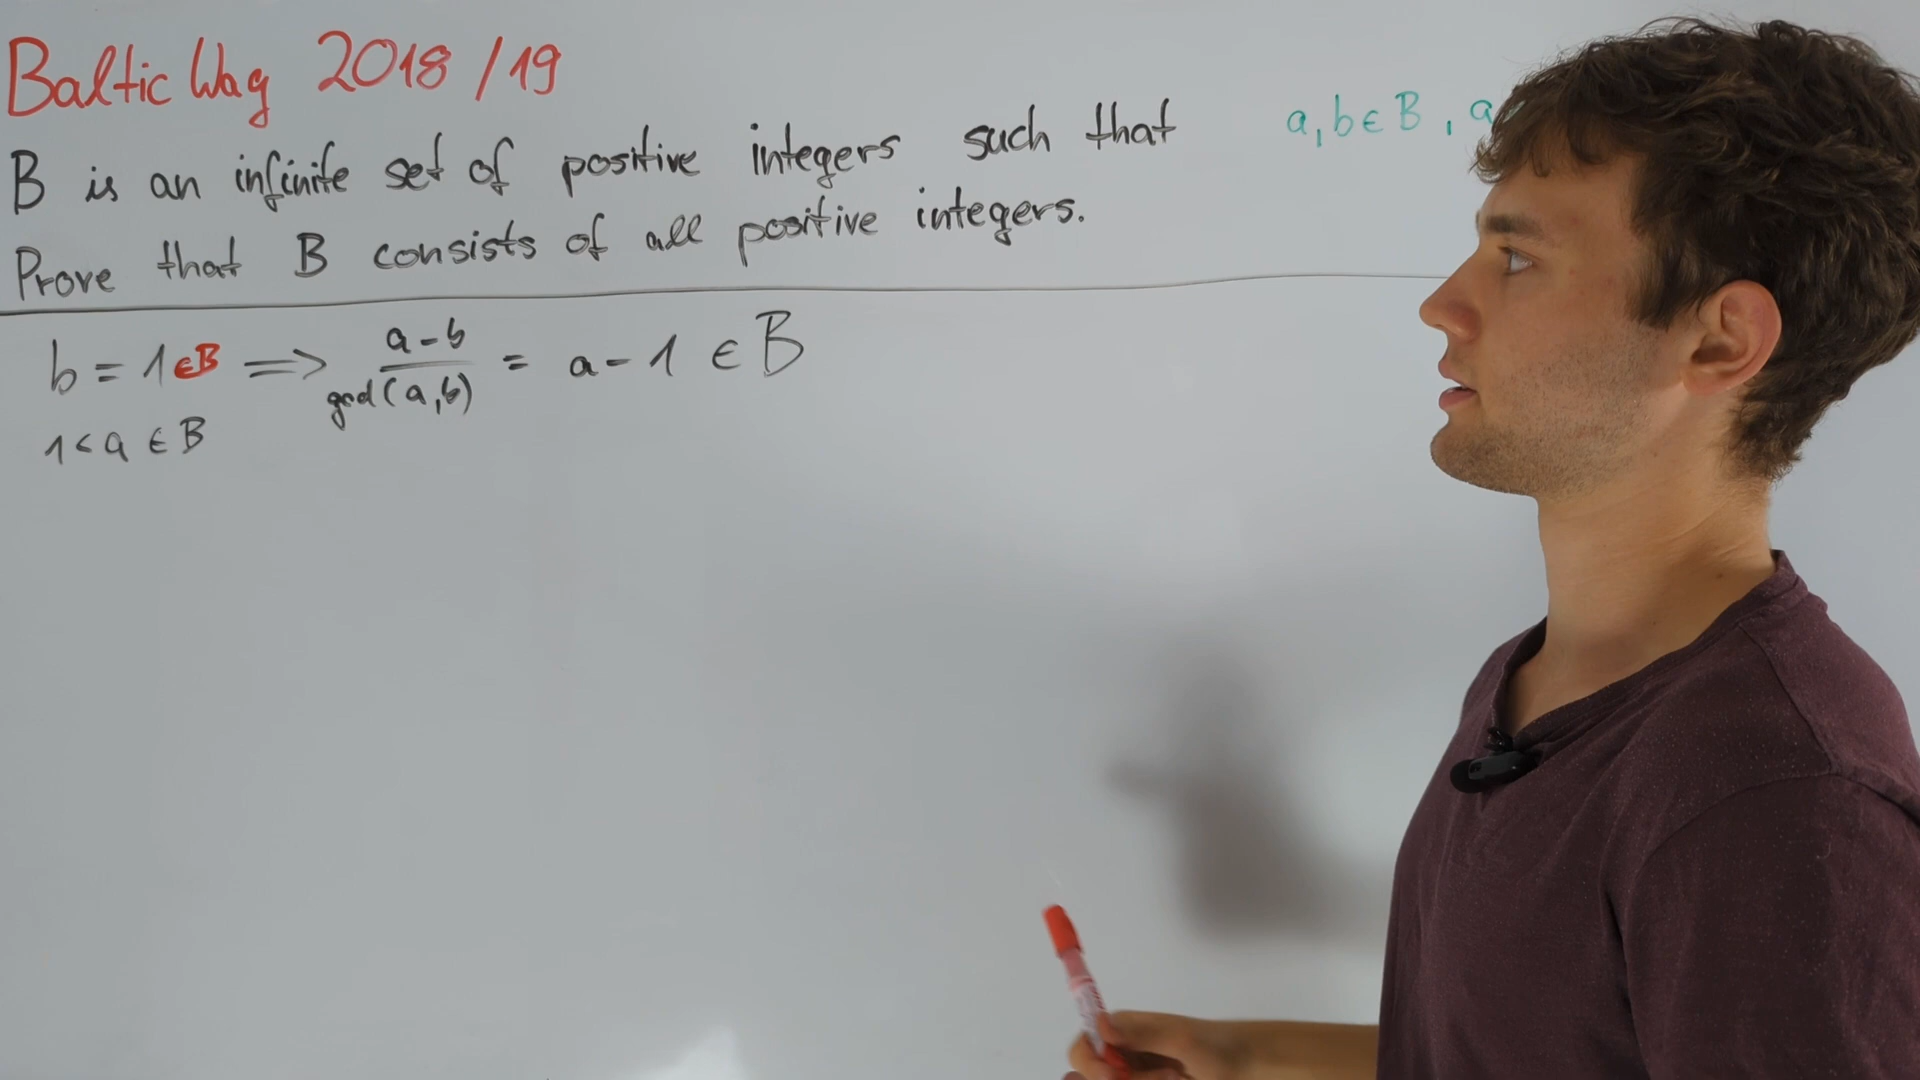 Baltic Way 2018/19
B is an infinite set of positive integers such that a, b ∈ B, a
Prove that B consists of all positive integers.
b = 1 ∈ B ⟹ (a - b)/gcd(a, b) = a - 1 ∈ B
1 < a ∈ B